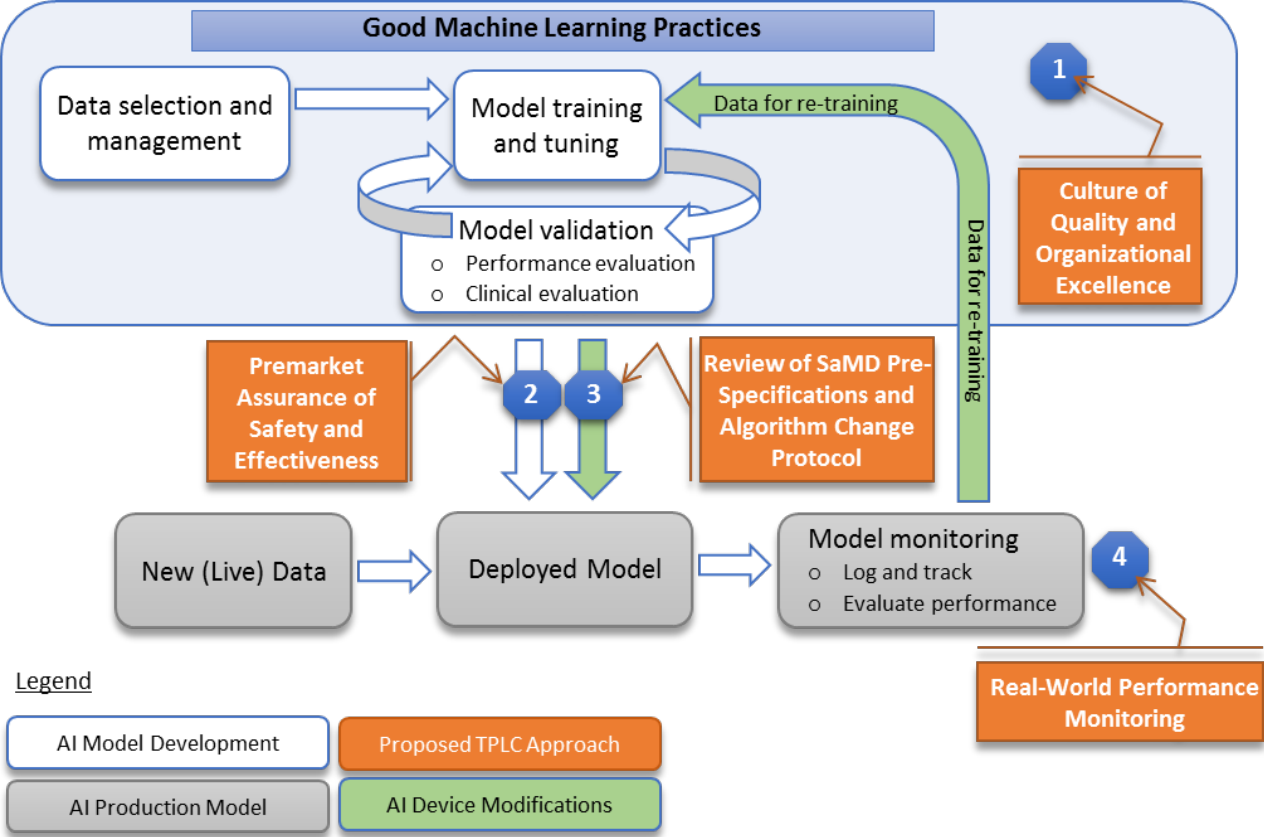 Good Machine Learning Practices
Data selection and
management
Model training
and tuning
Data for re-training
1
Culture of
Quality and
Organizational
Excellence
Model validation
o Performance evaluation
o Clinical evaluation
Data for re-training
Premarket
Assurance of
Safety and
Effectiveness
2
3
Review of SaMD Pre-
Specifications and
Algorithm Change
Protocol
New (Live) Data
Deployed Model
Model monitoring
o Log and track
o Evaluate performance
4
Real-World Performance
Monitoring
Legend
AI Model Development
Proposed TPLC Approach
AI Production Model
AI Device Modifications